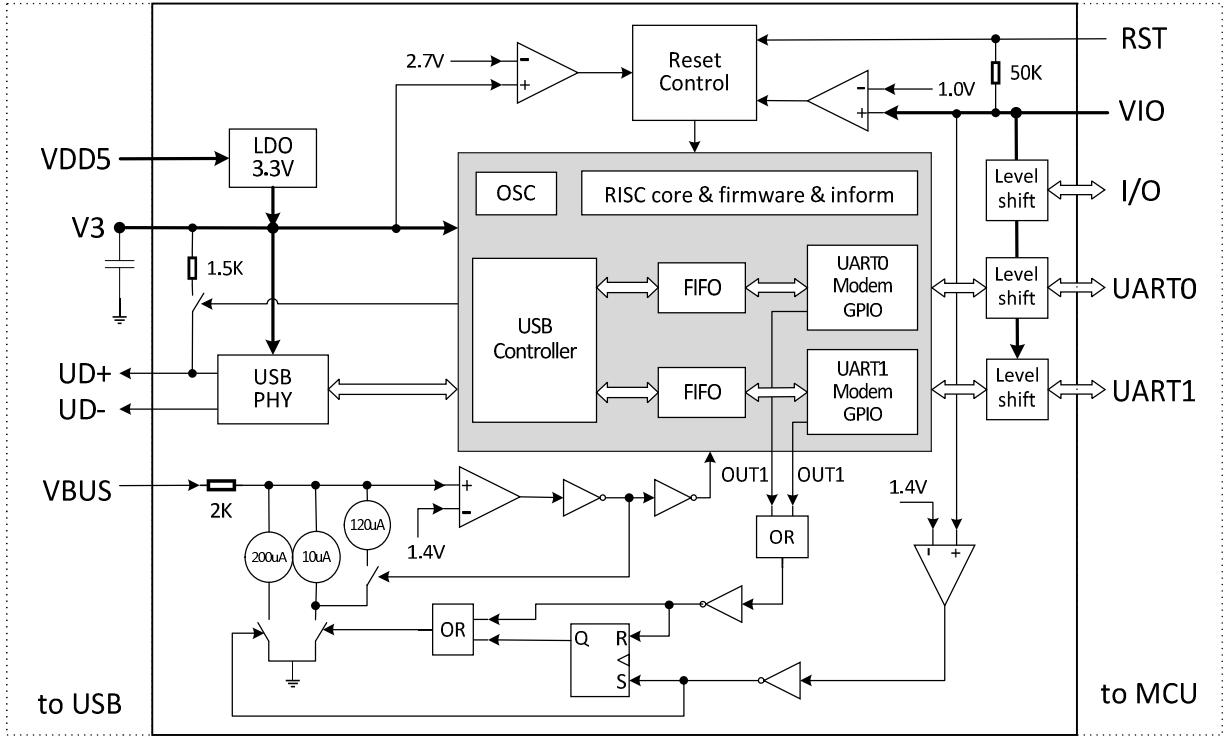 RST
2.7V
−
+
Reset
Control
50K
−
1.0V
+
VIO
VDD5
LDO
3.3V
OSC
RISC core & firmware & inform
Level
shift
I/O
V3
1.5K
USB
Controller
FIFO
UART0
Modem
GPIO
Level
shift
UART0
UD+
UD-
USB
PHY
FIFO
UART1
Modem
GPIO
Level
shift
UART1
VBUS
2K
+
−
1.4V
OUT1
OUT1
1.4V
120uA
200uA
10uA
OR
−
+
OR
Q
R
S
to USB
to MCU